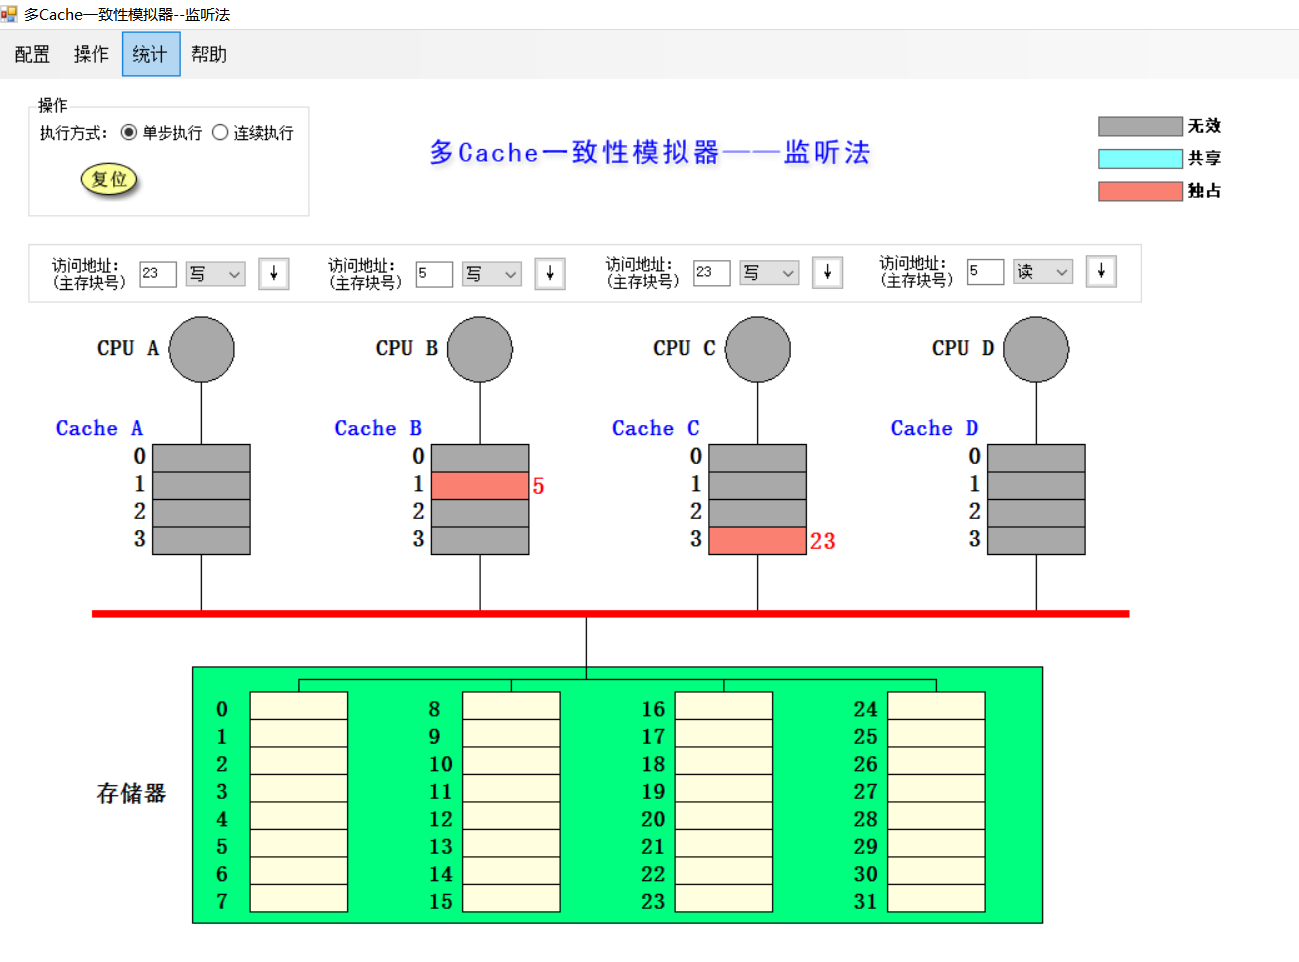 多Cache一致性模拟器--监听法
配置 操作 统计 帮助
操作
执行方式： 单步执行 连续执行
复位
多Cache一致性模拟器——监听法
无效
共享
独占
访问地址：
(主存块号) 23 写 ↓
访问地址：
(主存块号) 5 写 ↓
访问地址：
(主存块号) 23 写 ↓
访问地址：
(主存块号) 5 读 ↓
CPU A CPU B CPU C CPU D
Cache A Cache B Cache C Cache D
0 0 0 0
1 1 5 1 1
2 2 2 2
3 3 3 23 3
存储器
0 8 16 24
1 9 17 25
2 10 18 26
3 11 19 27
4 12 20 28
5 13 21 29
6 14 22 30
7 15 23 31